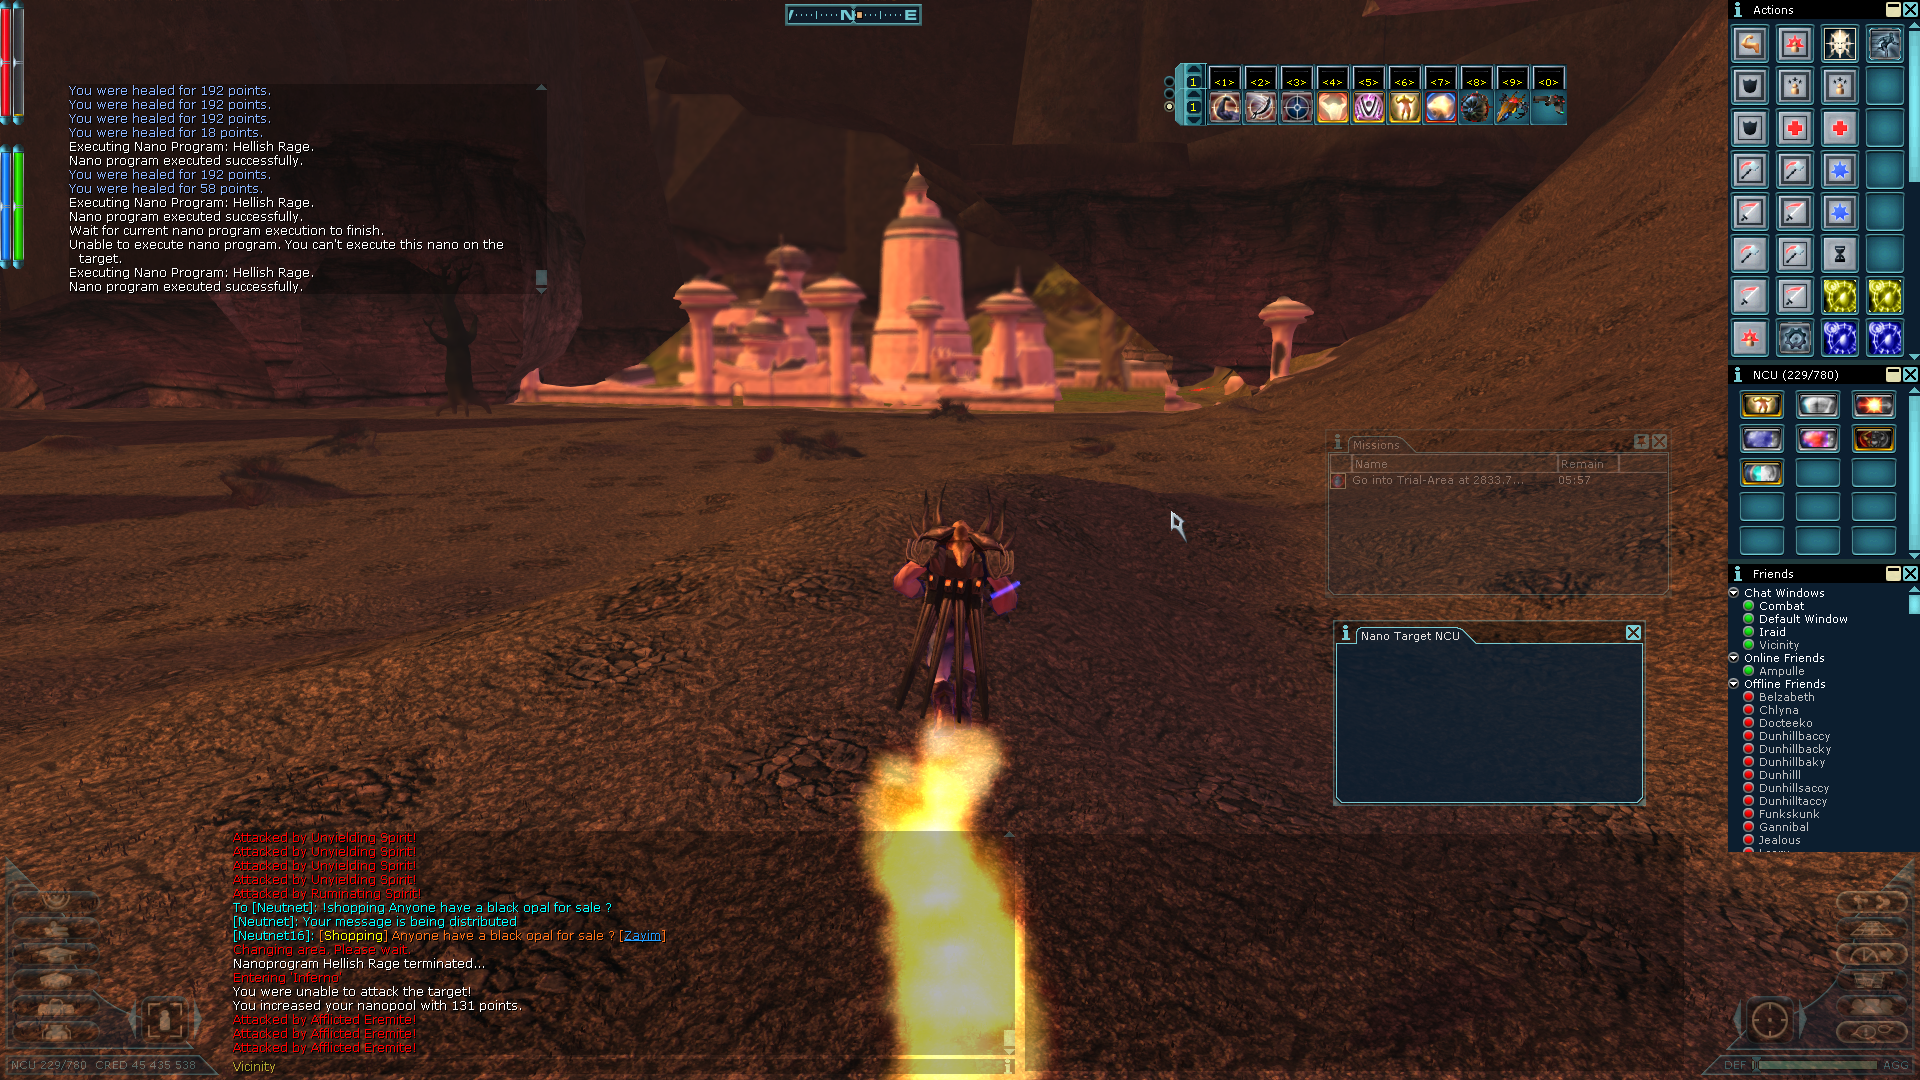 N E
You were healed for 192 points.
You were healed for 192 points.
You were healed for 192 points.
You were healed for 18 points.
Executing Nano Program: Hellish Rage.
Nano program executed successfully.
You were healed for 192 points.
You were healed for 58 points.
Executing Nano Program: Hellish Rage.
Nano program executed successfully.
Wait for current nano program execution to finish.
Unable to execute nano program. You can't execute this nano on the
target.
Executing Nano Program: Hellish Rage.
Nano program executed successfully.
1 <1> <2> <3> <4> <5> <6> <7> <8> <9> <0>
1
Actions
NCU (229/780)
Missions
Name Remain
Go into Trial-Area at 2833.7... 05:57
Nano Target NCU
Friends
Chat Windows
Combat
Default Window
Iraid
Vicinity
Online Friends
Ampulle
Offline Friends
Belzabeth
Chlyna
Docteeko
Dunhillbaccy
Dunhillbacky
Dunhillbaky
Dunhilll
Dunhillsaccy
Dunhilltaccy
Funkskunk
Gannibal
Jealous
Attacked by Unyielding Spirit!
Attacked by Unyielding Spirit!
Attacked by Unyielding Spirit!
Attacked by Unyielding Spirit!
Attacked by Ruminating Spirit!
To [Neutnet]: !shopping Anyone have a black opal for sale ?
[Neutnet]: Your message is being distributed
[Neutnet16]: [Shopping] Anyone have a black opal for sale ? [Zayim]
Changing area. Please wait.
Nanoprogram Hellish Rage terminated...
Entering 'Inferno'
You were unable to attack the target!
You increased your nanopool with 131 points.
Attacked by Afflicted Eremite!
Attacked by Afflicted Eremite!
Attacked by Afflicted Eremite!
Vicinity
NCU 229/780 CRED 45 435 538
DEF AGG